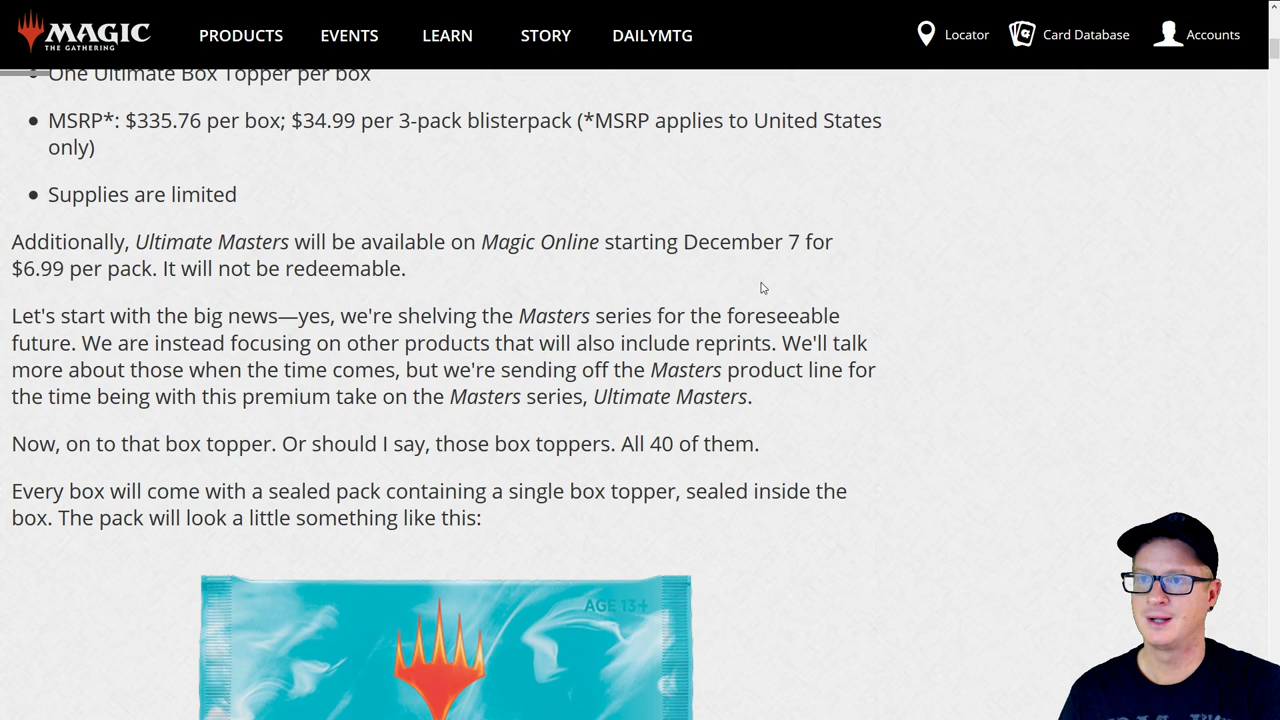 MAGIC
THE GATHERING
PRODUCTS EVENTS LEARN STORY DAILYMTG
Locator Card Database Accounts
One Ultimate Box Topper per box
MSRP*: $335.76 per box; $34.99 per 3-pack blisterpack (*MSRP applies to United States
only)
Supplies are limited
Additionally, Ultimate Masters will be available on Magic Online starting December 7 for
$6.99 per pack. It will not be redeemable.
Let's start with the big news—yes, we're shelving the Masters series for the foreseeable
future. We are instead focusing on other products that will also include reprints. We'll talk
more about those when the time comes, but we're sending off the Masters product line for
the time being with this premium take on the Masters series, Ultimate Masters.
Now, on to that box topper. Or should I say, those box toppers. All 40 of them.
Every box will come with a sealed pack containing a single box topper, sealed inside the
box. The pack will look a little something like this:
AGE 13+